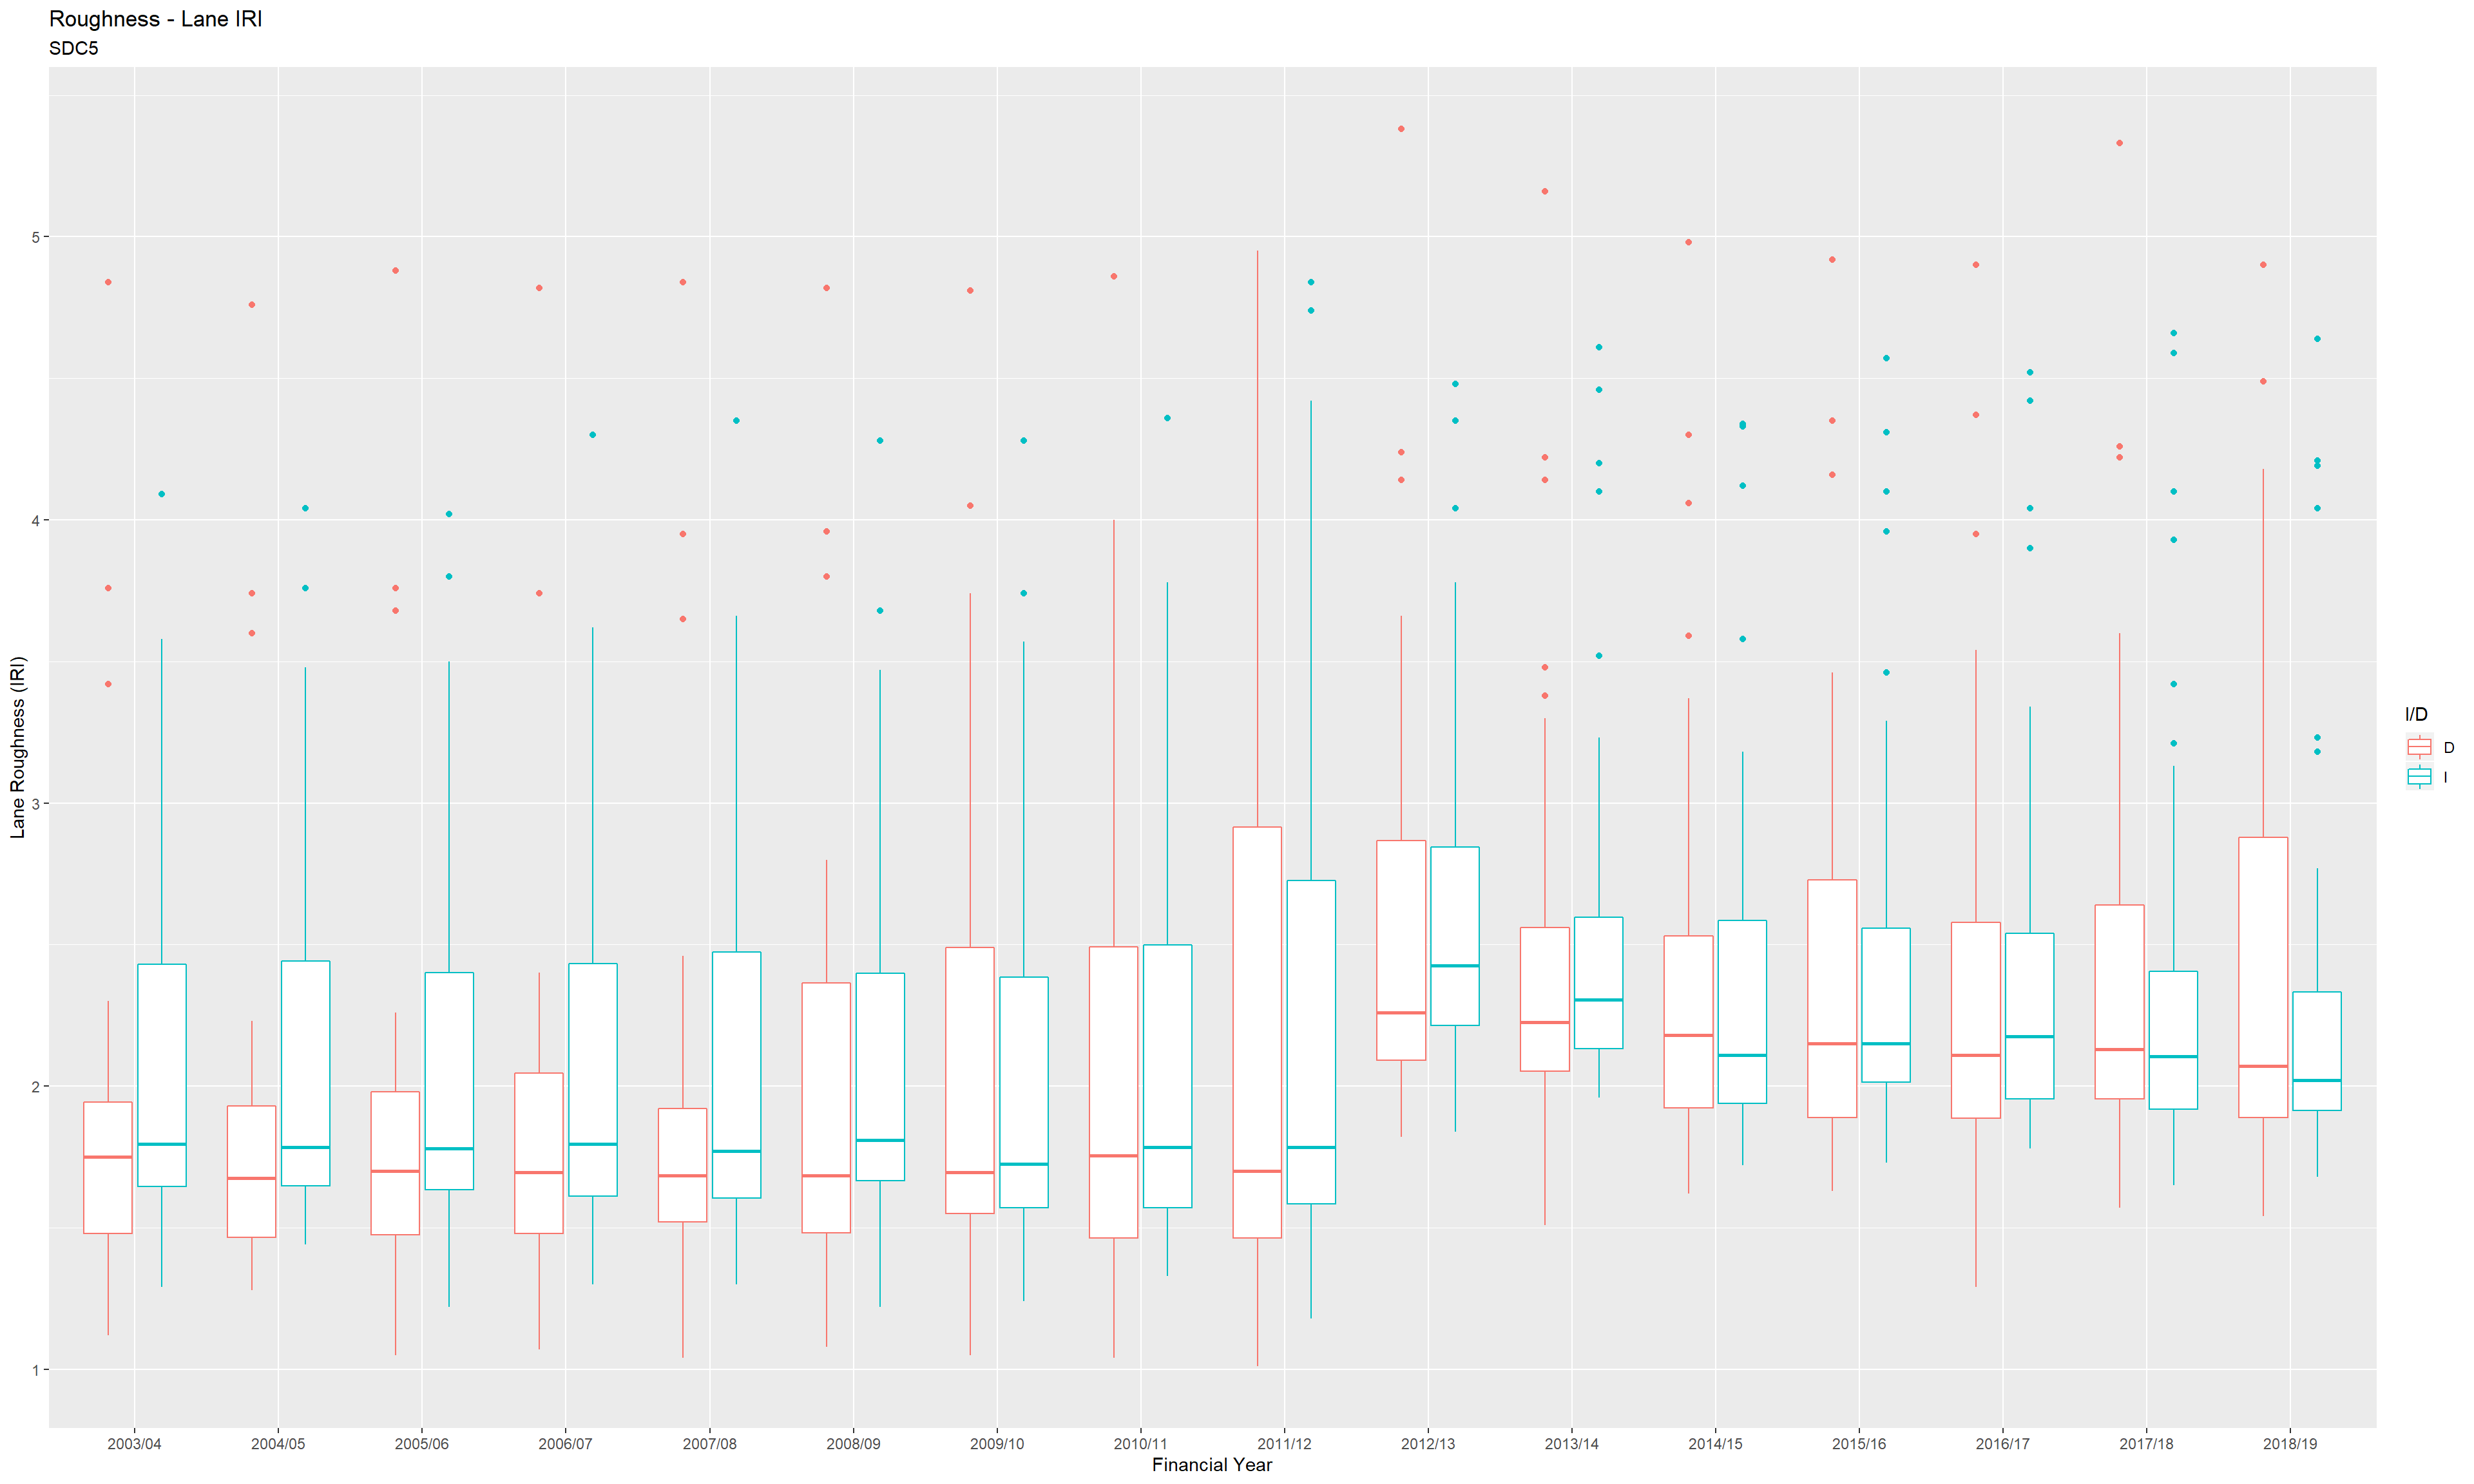 Roughness - Lane IRI
SDC5
Lane Roughness (IRI)
5
4
3
2
1
2003/04 2004/05 2005/06 2006/07 2007/08 2008/09 2009/10 2010/11 2011/12 2012/13 2013/14 2014/15 2015/16 2016/17 2017/18 2018/19
Financial Year
I/D
D
I